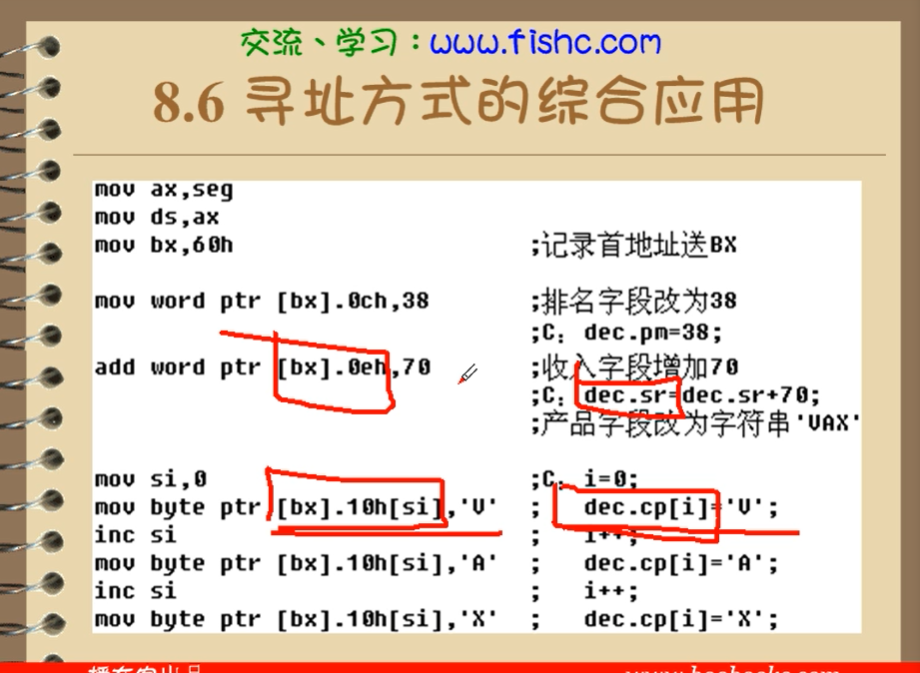 交流、学习：www.fishc.com
8.6 寻址方式的综合应用
mov ax,seg
mov ds,ax
mov bx,60h ;记录首地址送BX
mov word ptr [bx].0ch,38 ;排名字段改为38
;C: dec.pm=38;
add word ptr [bx].0eh,70 ;收入字段增加70
;C: dec.sr=dec.sr+70;
;产品字段改为字符串'VAX'
mov si,0 ;C: i=0;
mov byte ptr [bx].10h[si],'V' ; dec.cp[i]='V';
inc si ; i++;
mov byte ptr [bx].10h[si],'A' ; dec.cp[i]='A';
inc si ; i++;
mov byte ptr [bx].10h[si],'X' ; dec.cp[i]='X';